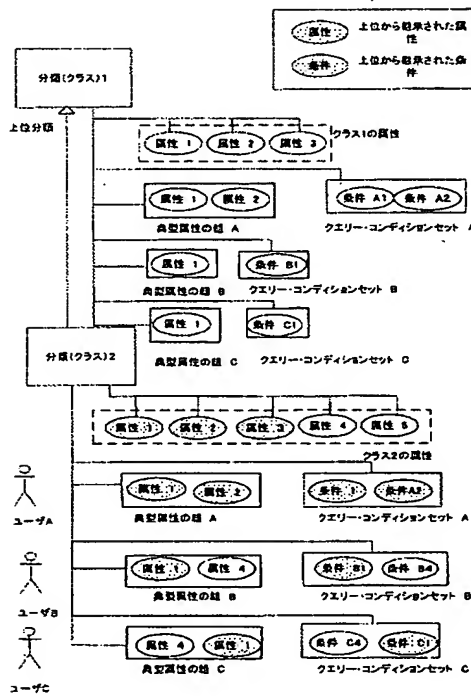 属性 上位から継承された属性
条件 上位から継承された条件
分類(クラス)1
上位分類
属性 1 属性 2 属性 3
クラス1の属性
属性 1 属性 2
条件 A1 条件 A2
典型属性の組 A
クエリー・コンディションセット A
属性 1
条件 B1
典型属性の組 B
クエリー・コンディションセット B
属性 1
条件 C1
典型属性の組 C
クエリー・コンディションセット C
分類(クラス)2
属性 1 属性 2 属性 3 属性 4 属性 5
クラス2の属性
ユーザA
属性 1 属性 2
条件 1 条件A2
典型属性の組 A
クエリー・コンディションセット A
ユーザB
属性 1 属性 4
条件 B1 条件 B4
典型属性の組 B
クエリー・コンディションセット B
ユーザC
属性 4 属性 1
条件 C4 条件 C1
典型属性の組 C
クエリー・コンディションセット C